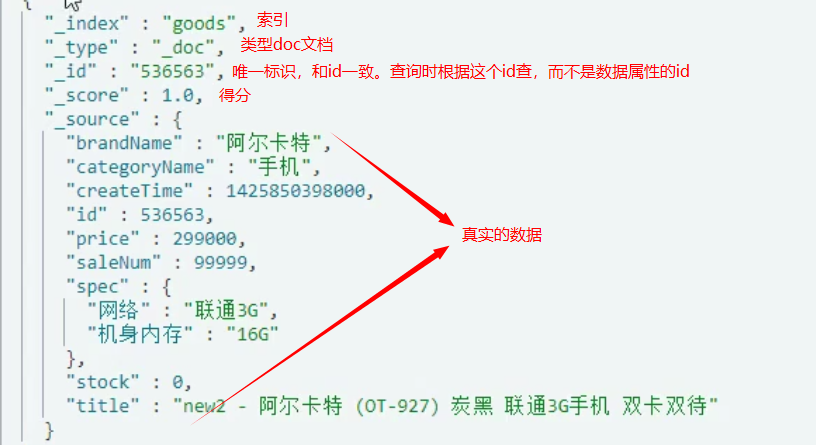 {
"_index" : "goods", 索引
"_type" : "_doc", 类型doc文档
"_id" : "536563", 唯一标识，和id一致。查询时根据这个id查，而不是数据属性的id
"_score" : 1.0, 得分
"_source" : {
"brandName" : "阿尔卡特",
"categoryName" : "手机",
"createTime" : 1425850398000,
"id" : 536563,
"price" : 299000,
真实的数据
"saleNum" : 99999,
"spec" : {
"网络" : "联通3G",
"机身内存" : "16G"
},
"stock" : 0,
"title" : "new2 - 阿尔卡特 (OT-927) 炭黑 联通3G手机 双卡双待"
}